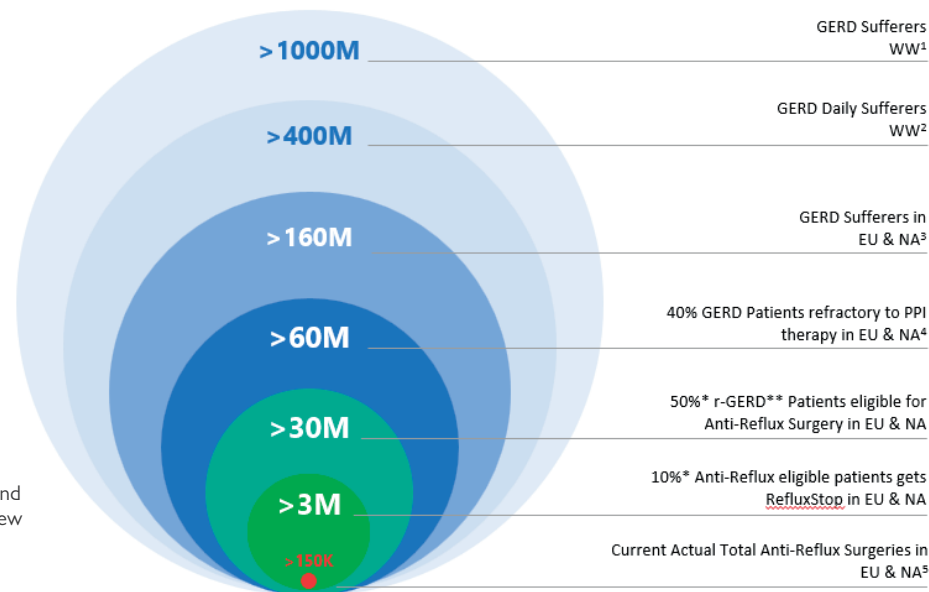 >1000M
GERD Sufferers
WW¹
>400M
GERD Daily Sufferers
WW²
>160M
GERD Sufferers in
EU & NA³
>60M
40% GERD Patients refractory to PPI
therapy in EU & NA⁴
>30M
50%* r-GERD** Patients eligible for
Anti-Reflux Surgery in EU & NA
>3M
10%* Anti-Reflux eligible patients gets
RefluxStop in EU & NA
>150K
Current Actual Total Anti-Reflux Surgeries in
EU & NA⁵